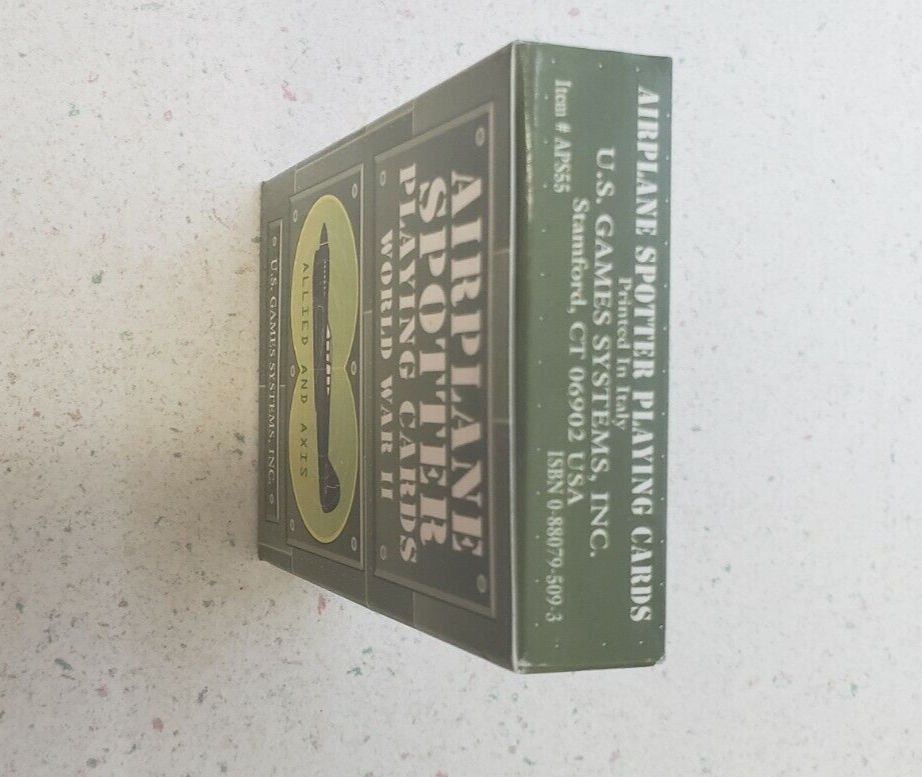 AIRPLANE
SPOTTER
PLAYING CARDS
WORLD WAR II
ALLIED AND AXIS
U.S. GAMES SYSTEMS, INC.
AIRPLANE SPOTTER PLAYING CARDS
Printed In Italy
U.S. GAMES SYSTEMS, INC.
Stamford, CT 06902 USA
Item # APS55
ISBN 0-88079-509-3